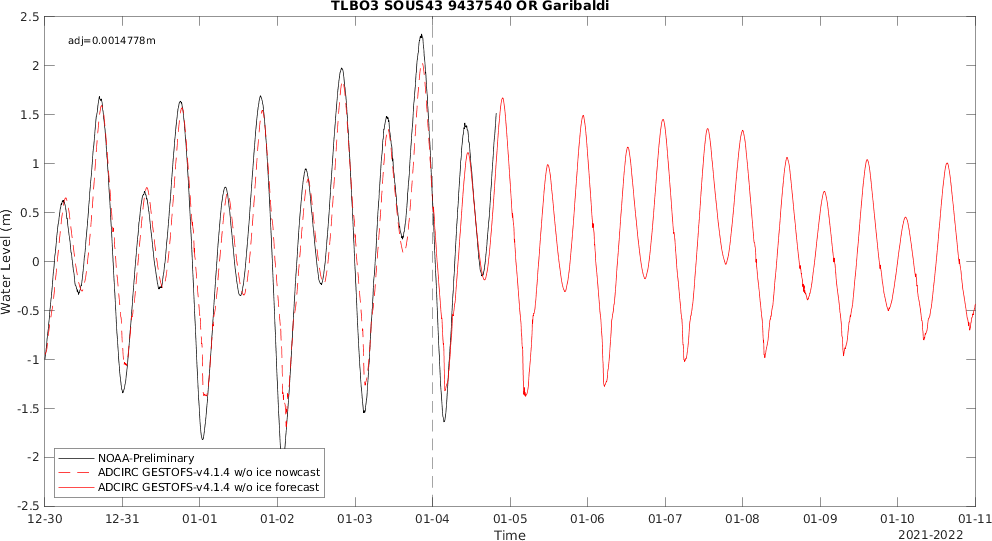 TLBO3 SOUS43 9437540 OR Garibaldi
adj=0.0014778m
2.5
2
1.5
1
0.5
0
-0.5
-1
-1.5
-2
-2.5
Water Level (m)
NOAA-Preliminary
ADCIRC GESTOFS-v4.1.4 w/o ice nowcast
ADCIRC GESTOFS-v4.1.4 w/o ice forecast
12-30 12-31 01-01 01-02 01-03 01-04 01-05 01-06 01-07 01-08 01-09 01-10 01-11
Time
2021-2022